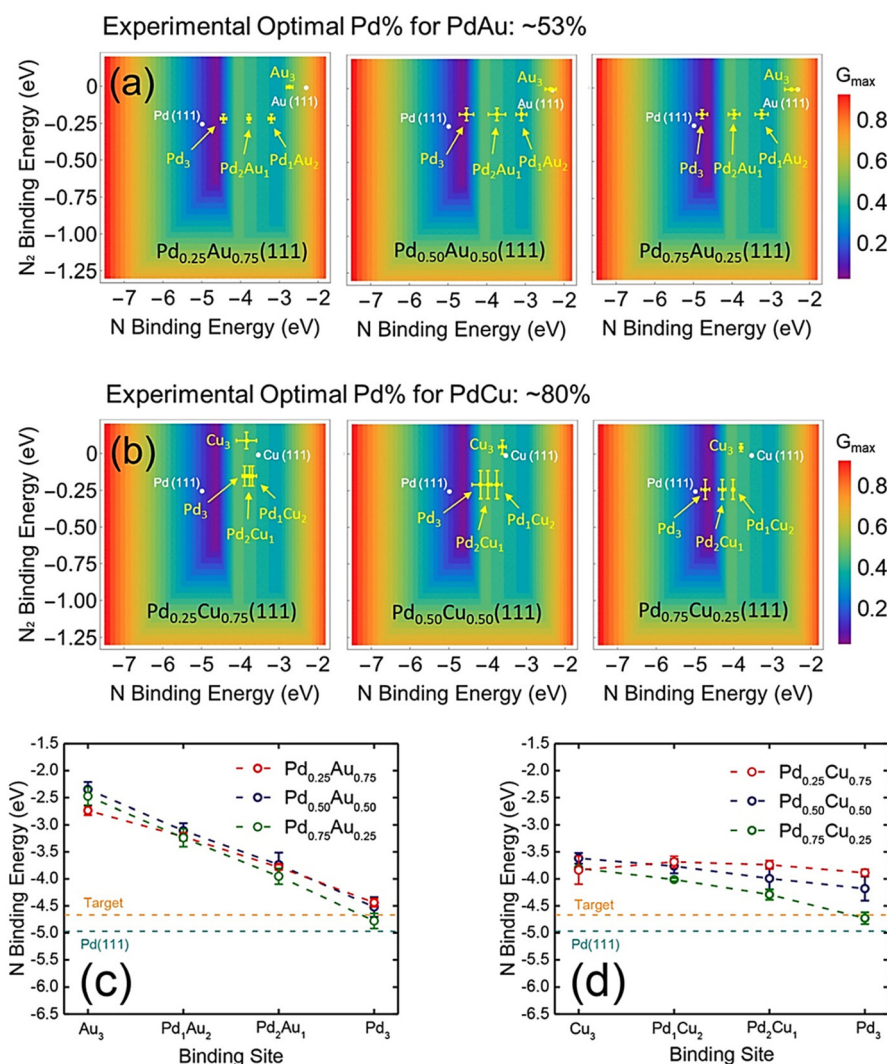 Experimental Optimal Pd% for PdAu: ~53%
(a)
N₂ Binding Energy (eV)
0
−0.25
−0.50
−0.75
−1.00
−1.25
Au₃
Pd (111)
Au (111)
Pd₃
Pd₂Au₁
Pd₁Au₂
Pd₀.₂₅Au₀.₇₅(111)
Au₃
Pd (111)
Au (111)
Pd₃
Pd₂Au₁
Pd₁Au₂
Pd₀.₅₀Au₀.₅₀(111)
Au₃
Pd (111)
Au (111)
Pd₃
Pd₂Au₁
Pd₁Au₂
Pd₀.₇₅Au₀.₂₅(111)
Gmax
0.8
0.6
0.4
0.2
−7 −6 −5 −4 −3 −2
−7 −6 −5 −4 −3 −2
−7 −6 −5 −4 −3 −2
N Binding Energy (eV)
N Binding Energy (eV)
N Binding Energy (eV)
Experimental Optimal Pd% for PdCu: ~80%
(b)
N₂ Binding Energy (eV)
0
−0.25
−0.50
−0.75
−1.00
−1.25
Cu₃
Cu (111)
Pd (111)
Pd₃
Pd₁Cu₂
Pd₂Cu₁
Pd₀.₂₅Cu₀.₇₅(111)
Cu₃
Cu (111)
Pd (111)
Pd₃
Pd₁Cu₂
Pd₂Cu₁
Pd₀.₅₀Cu₀.₅₀(111)
Cu₃
Cu (111)
Pd (111)
Pd₃
Pd₁Cu₂
Pd₂Cu₁
Pd₀.₇₅Cu₀.₂₅(111)
Gmax
0.8
0.6
0.4
0.2
−7 −6 −5 −4 −3 −2
−7 −6 −5 −4 −3 −2
−7 −6 −5 −4 −3 −2
N Binding Energy (eV)
N Binding Energy (eV)
N Binding Energy (eV)
N Binding Energy (eV)
-1.5
-2.0
-2.5
-3.0
-3.5
-4.0
-4.5
-5.0
-5.5
-6.0
-6.5
Pd₀.₂₅Au₀.₇₅
Pd₀.₅₀Au₀.₅₀
Pd₀.₇₅Au₀.₂₅
Target
Pd(111)
(c)
Au₃ Pd₁Au₂ Pd₂Au₁ Pd₃
Binding Site
N Binding Energy (eV)
-1.5
-2.0
-2.5
-3.0
-3.5
-4.0
-4.5
-5.0
-5.5
-6.0
-6.5
Pd₀.₂₅Cu₀.₇₅
Pd₀.₅₀Cu₀.₅₀
Pd₀.₇₅Cu₀.₂₅
Target
Pd(111)
(d)
Cu₃ Pd₁Cu₂ Pd₂Cu₁ Pd₃
Binding Site